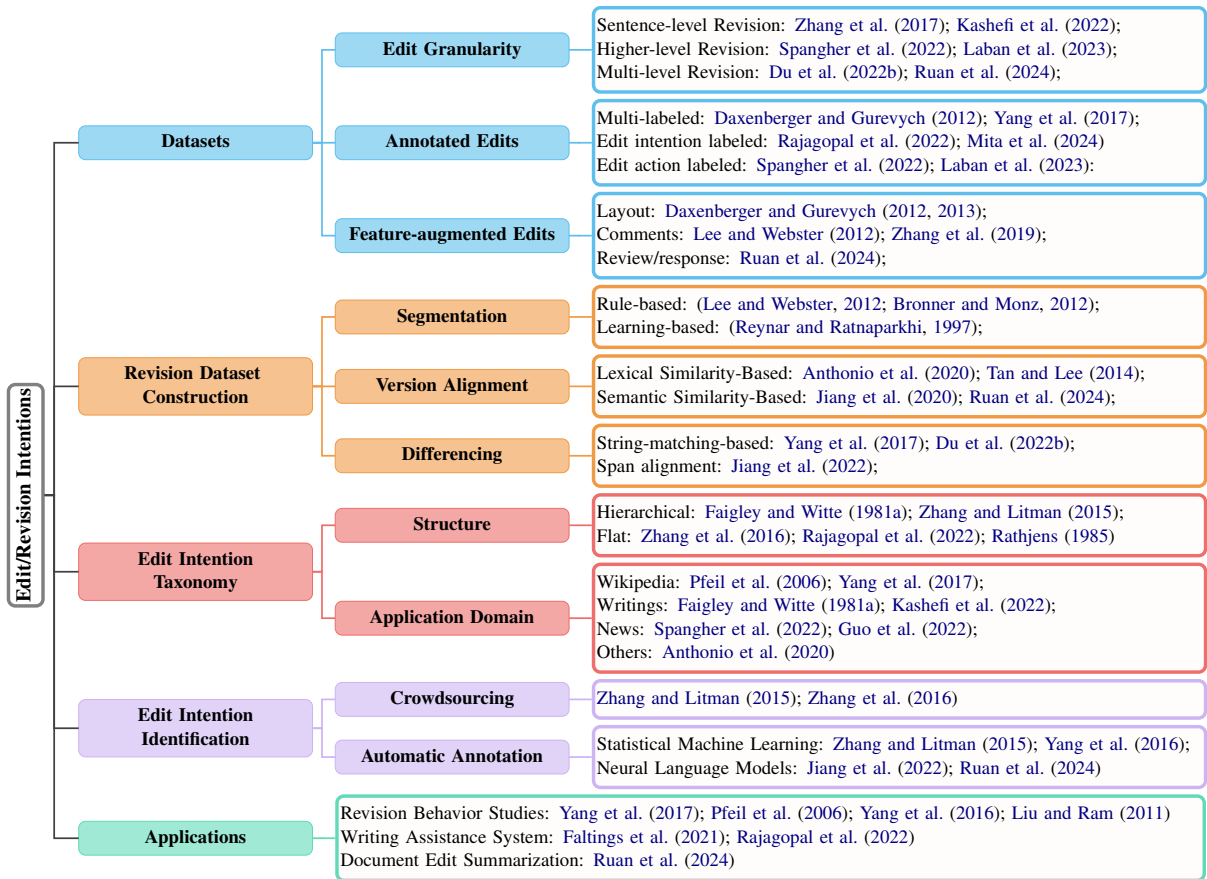 Edit/Revision Intentions
Datasets
Edit Granularity
Sentence-level Revision: Zhang et al. (2017); Kashefi et al. (2022);
Higher-level Revision: Spangher et al. (2022); Laban et al. (2023);
Multi-level Revision: Du et al. (2022b); Ruan et al. (2024);
Annotated Edits
Multi-labeled: Daxenberger and Gurevych (2012); Yang et al. (2017);
Edit intention labeled: Rajagopal et al. (2022); Mita et al. (2024)
Edit action labeled: Spangher et al. (2022); Laban et al. (2023):
Feature-augmented Edits
Layout: Daxenberger and Gurevych (2012, 2013);
Comments: Lee and Webster (2012); Zhang et al. (2019);
Review/response: Ruan et al. (2024);
Revision Dataset
Construction
Segmentation
Rule-based: (Lee and Webster, 2012; Bronner and Monz, 2012);
Learning-based: (Reynar and Ratnaparkhi, 1997);
Version Alignment
Lexical Similarity-Based: Anthonio et al. (2020); Tan and Lee (2014);
Semantic Similarity-Based: Jiang et al. (2020); Ruan et al. (2024);
Differencing
String-matching-based: Yang et al. (2017); Du et al. (2022b);
Span alignment: Jiang et al. (2022);
Edit Intention
Taxonomy
Structure
Hierarchical: Faigley and Witte (1981a); Zhang and Litman (2015);
Flat: Zhang et al. (2016); Rajagopal et al. (2022); Rathjens (1985)
Application Domain
Wikipedia: Pfeil et al. (2006); Yang et al. (2017);
Writings: Faigley and Witte (1981a); Kashefi et al. (2022);
News: Spangher et al. (2022); Guo et al. (2022);
Others: Anthonio et al. (2020)
Edit Intention
Identification
Crowdsourcing
Zhang and Litman (2015); Zhang et al. (2016)
Automatic Annotation
Statistical Machine Learning: Zhang and Litman (2015); Yang et al. (2016);
Neural Language Models: Jiang et al. (2022); Ruan et al. (2024)
Applications
Revision Behavior Studies: Yang et al. (2017); Pfeil et al. (2006); Yang et al. (2016); Liu and Ram (2011)
Writing Assistance System: Faltings et al. (2021); Rajagopal et al. (2022)
Document Edit Summarization: Ruan et al. (2024)